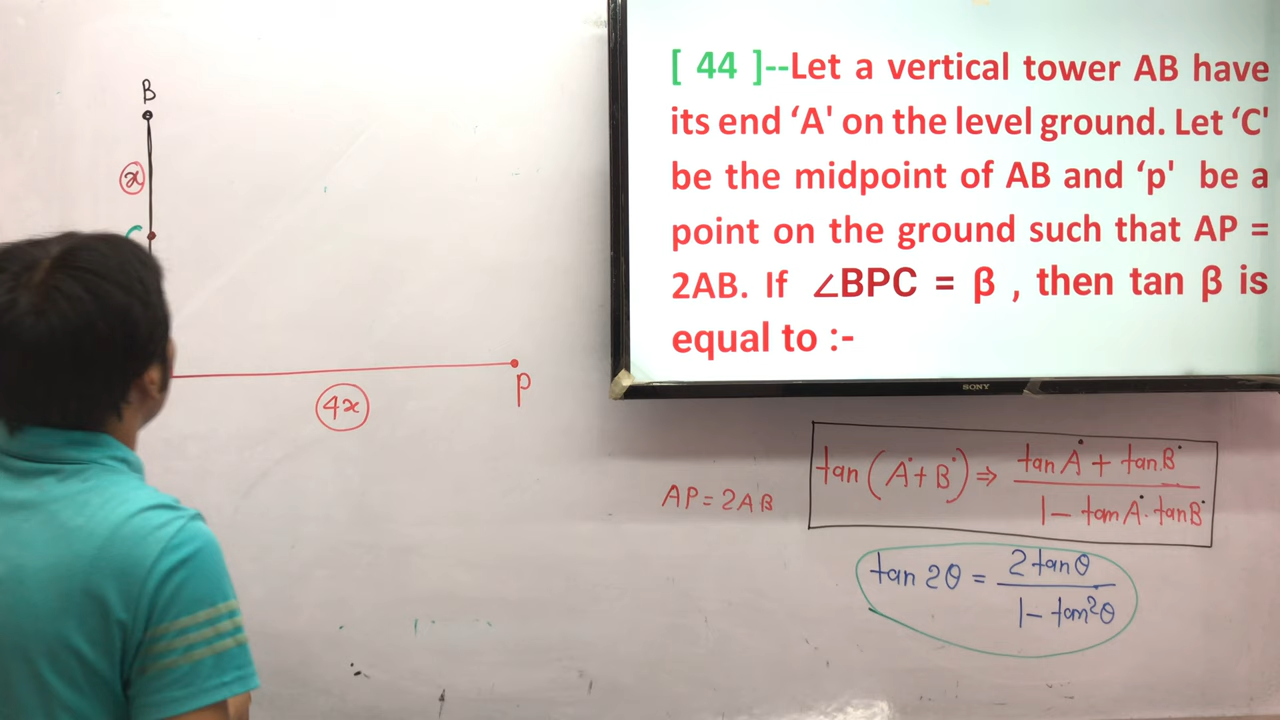 [ 44 ]--Let a vertical tower AB have
its end ‘A' on the level ground. Let ‘C'
be the midpoint of AB and ‘p' be a
point on the ground such that AP =
2AB. If ∠BPC = β , then tan β is
equal to :-
SONY
B
x
C
4x
P
AP = 2AB
tan (A + B) ⇒ tan A + tan B / 1 - tan A . tan B
tan 2θ = 2 tan θ / 1 - tan²θ